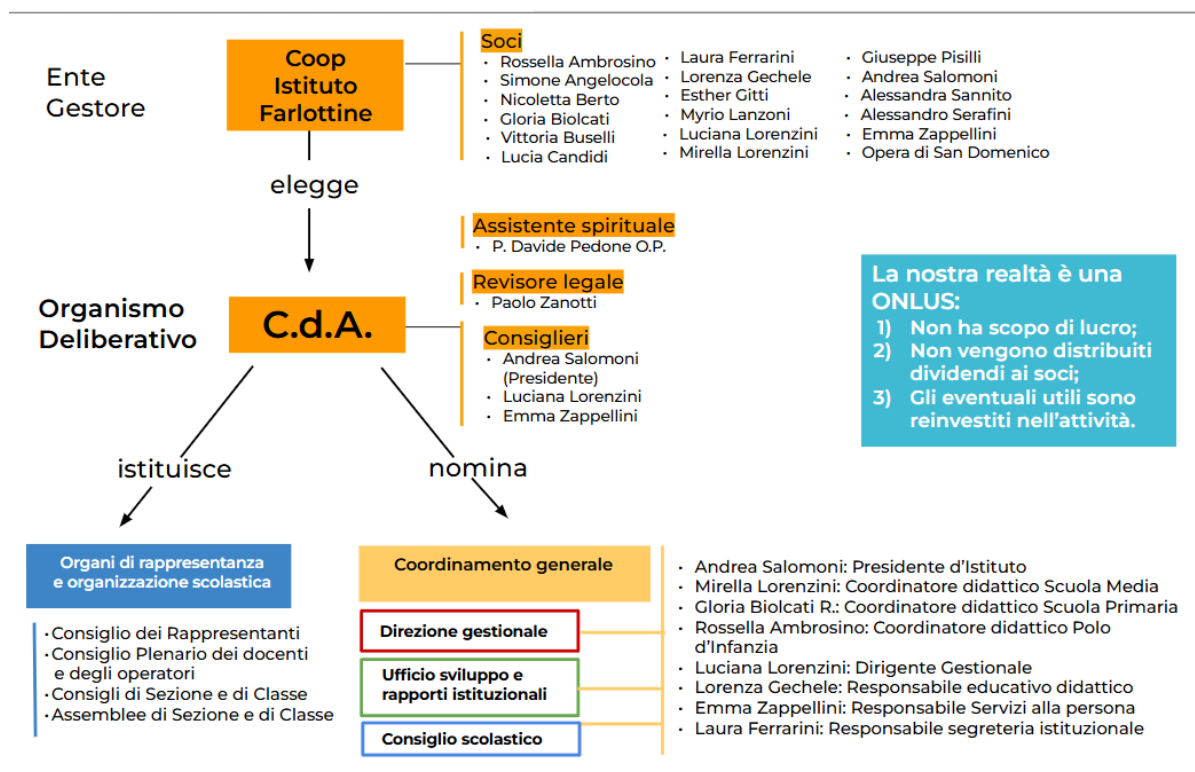 Ente
Gestore
Coop
Istituto
Farlottine
Soci
• Rossella Ambrosino
• Simone Angelocola
• Nicoletta Berto
• Gloria Biolcati
• Vittoria Buselli
• Lucia Candidi
• Laura Ferrarini
• Lorenza Gechele
• Esther Gitti
• Myrio Lanzoni
• Luciana Lorenzini
• Mirella Lorenzini
• Giuseppe Pisilli
• Andrea Salomoni
• Alessandra Sannito
• Alessandro Serafini
• Emma Zappellini
• Opera di San Domenico
elegge
Assistente spirituale
• P. Davide Pedone O.P.
Revisore legale
• Paolo Zanotti
Organismo
Deliberativo
C.d.A.
Consiglieri
• Andrea Salomoni
(Presidente)
• Luciana Lorenzini
• Emma Zappellini
La nostra realtà è una
ONLUS:
1) Non ha scopo di lucro;
2) Non vengono distribuiti
dividendi ai soci;
3) Gli eventuali utili sono
reinvestiti nell'attività.
istituisce
nomina
Organi di rappresentanza
e organizzazione scolastica
• Consiglio dei Rappresentanti
• Consiglio Plenario dei docenti
e degli operatori
• Consigli di Sezione e di Classe
• Assemblee di Sezione e di Classe
Coordinamento generale
Direzione gestionale
Ufficio sviluppo e
rapporti istituzionali
Consiglio scolastico
• Andrea Salomoni: Presidente d'Istituto
• Mirella Lorenzini: Coordinatore didattico Scuola Media
• Gloria Biolcati R.: Coordinatore didattico Scuola Primaria
• Rossella Ambrosino: Coordinatore didattico Polo
d'Infanzia
• Luciana Lorenzini: Dirigente Gestionale
• Lorenza Gechele: Responsabile educativo didattico
• Emma Zappellini: Responsabile Servizi alla persona
• Laura Ferrarini: Responsabile segreteria istituzionale